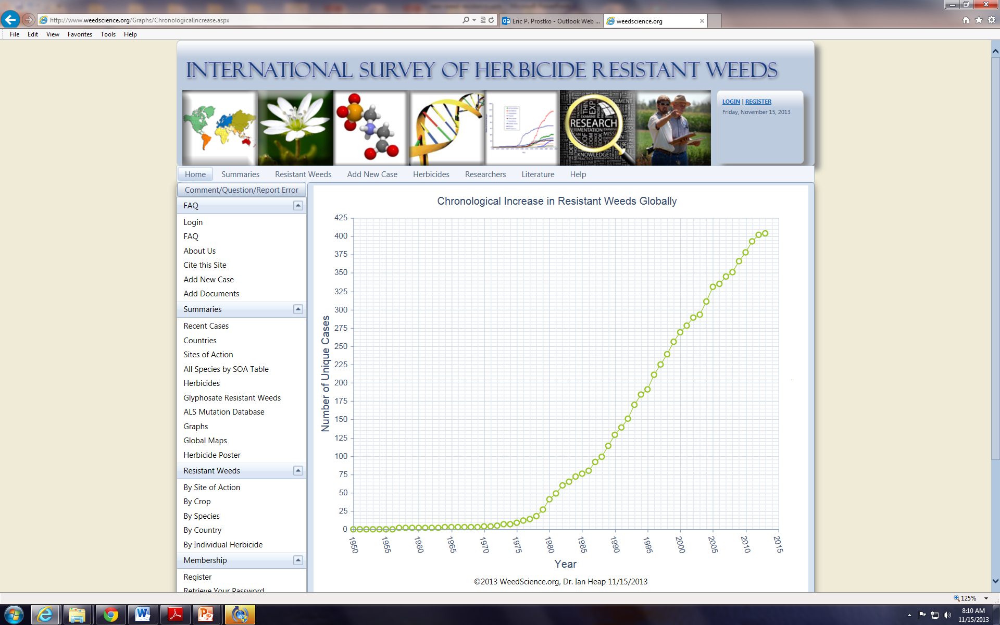 http://www.weedscience.org/Graphs/ChronologicalIncrease.aspx
Eric P. Prostko - Outlook Web ...
weedscience.org
File Edit View Favorites Tools Help
INTERNATIONAL SURVEY OF HERBICIDE RESISTANT WEEDS
RESEARCH
KNOWLEDGE
LOGIN | REGISTER
Friday, November 15, 2013
Home Summaries Resistant Weeds Add New Case Herbicides Researchers Literature Help
Comment/Question/Report Error
FAQ
Login
FAQ
About Us
Cite this Site
Add New Case
Add Documents
Summaries
Recent Cases
Countries
Sites of Action
All Species by SOA Table
Herbicides
Glyphosate Resistant Weeds
ALS Mutation Database
Graphs
Global Maps
Herbicide Poster
Resistant Weeds
By Site of Action
By Crop
By Species
By Country
By Individual Herbicide
Membership
Register
Retrieve Your Password
Chronological Increase in Resistant Weeds Globally
Number of Unique Cases
425
400
375
350
325
300
275
250
225
200
175
150
125
100
75
50
25
0
1950 1955 1960 1965 1970 1975 1980 1985 1990 1995 2000 2005 2010 2015
Year
©2013 WeedScience.org, Dr. Ian Heap 11/15/2013
125%
8:10 AM
11/15/2013